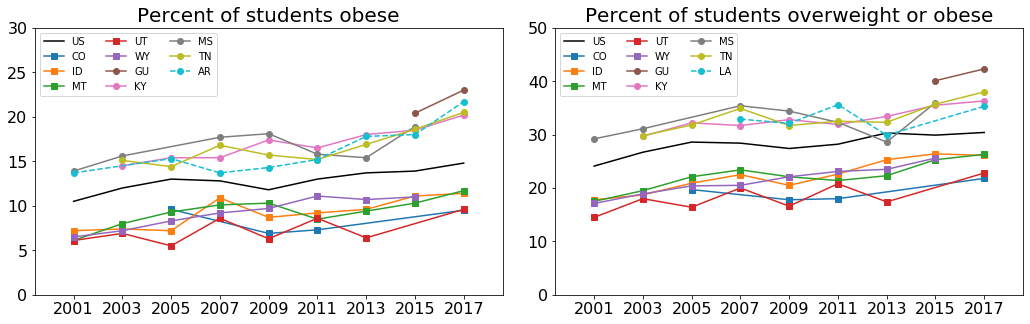 Percent of students obese
30
25
20
15
10
5
0
US
CO
ID
MT
UT
WY
GU
KY
MS
TN
AR
2001 2003 2005 2007 2009 2011 2013 2015 2017
Percent of students overweight or obese
50
40
30
20
10
0
US
CO
ID
MT
UT
WY
GU
KY
MS
TN
LA
2001 2003 2005 2007 2009 2011 2013 2015 2017